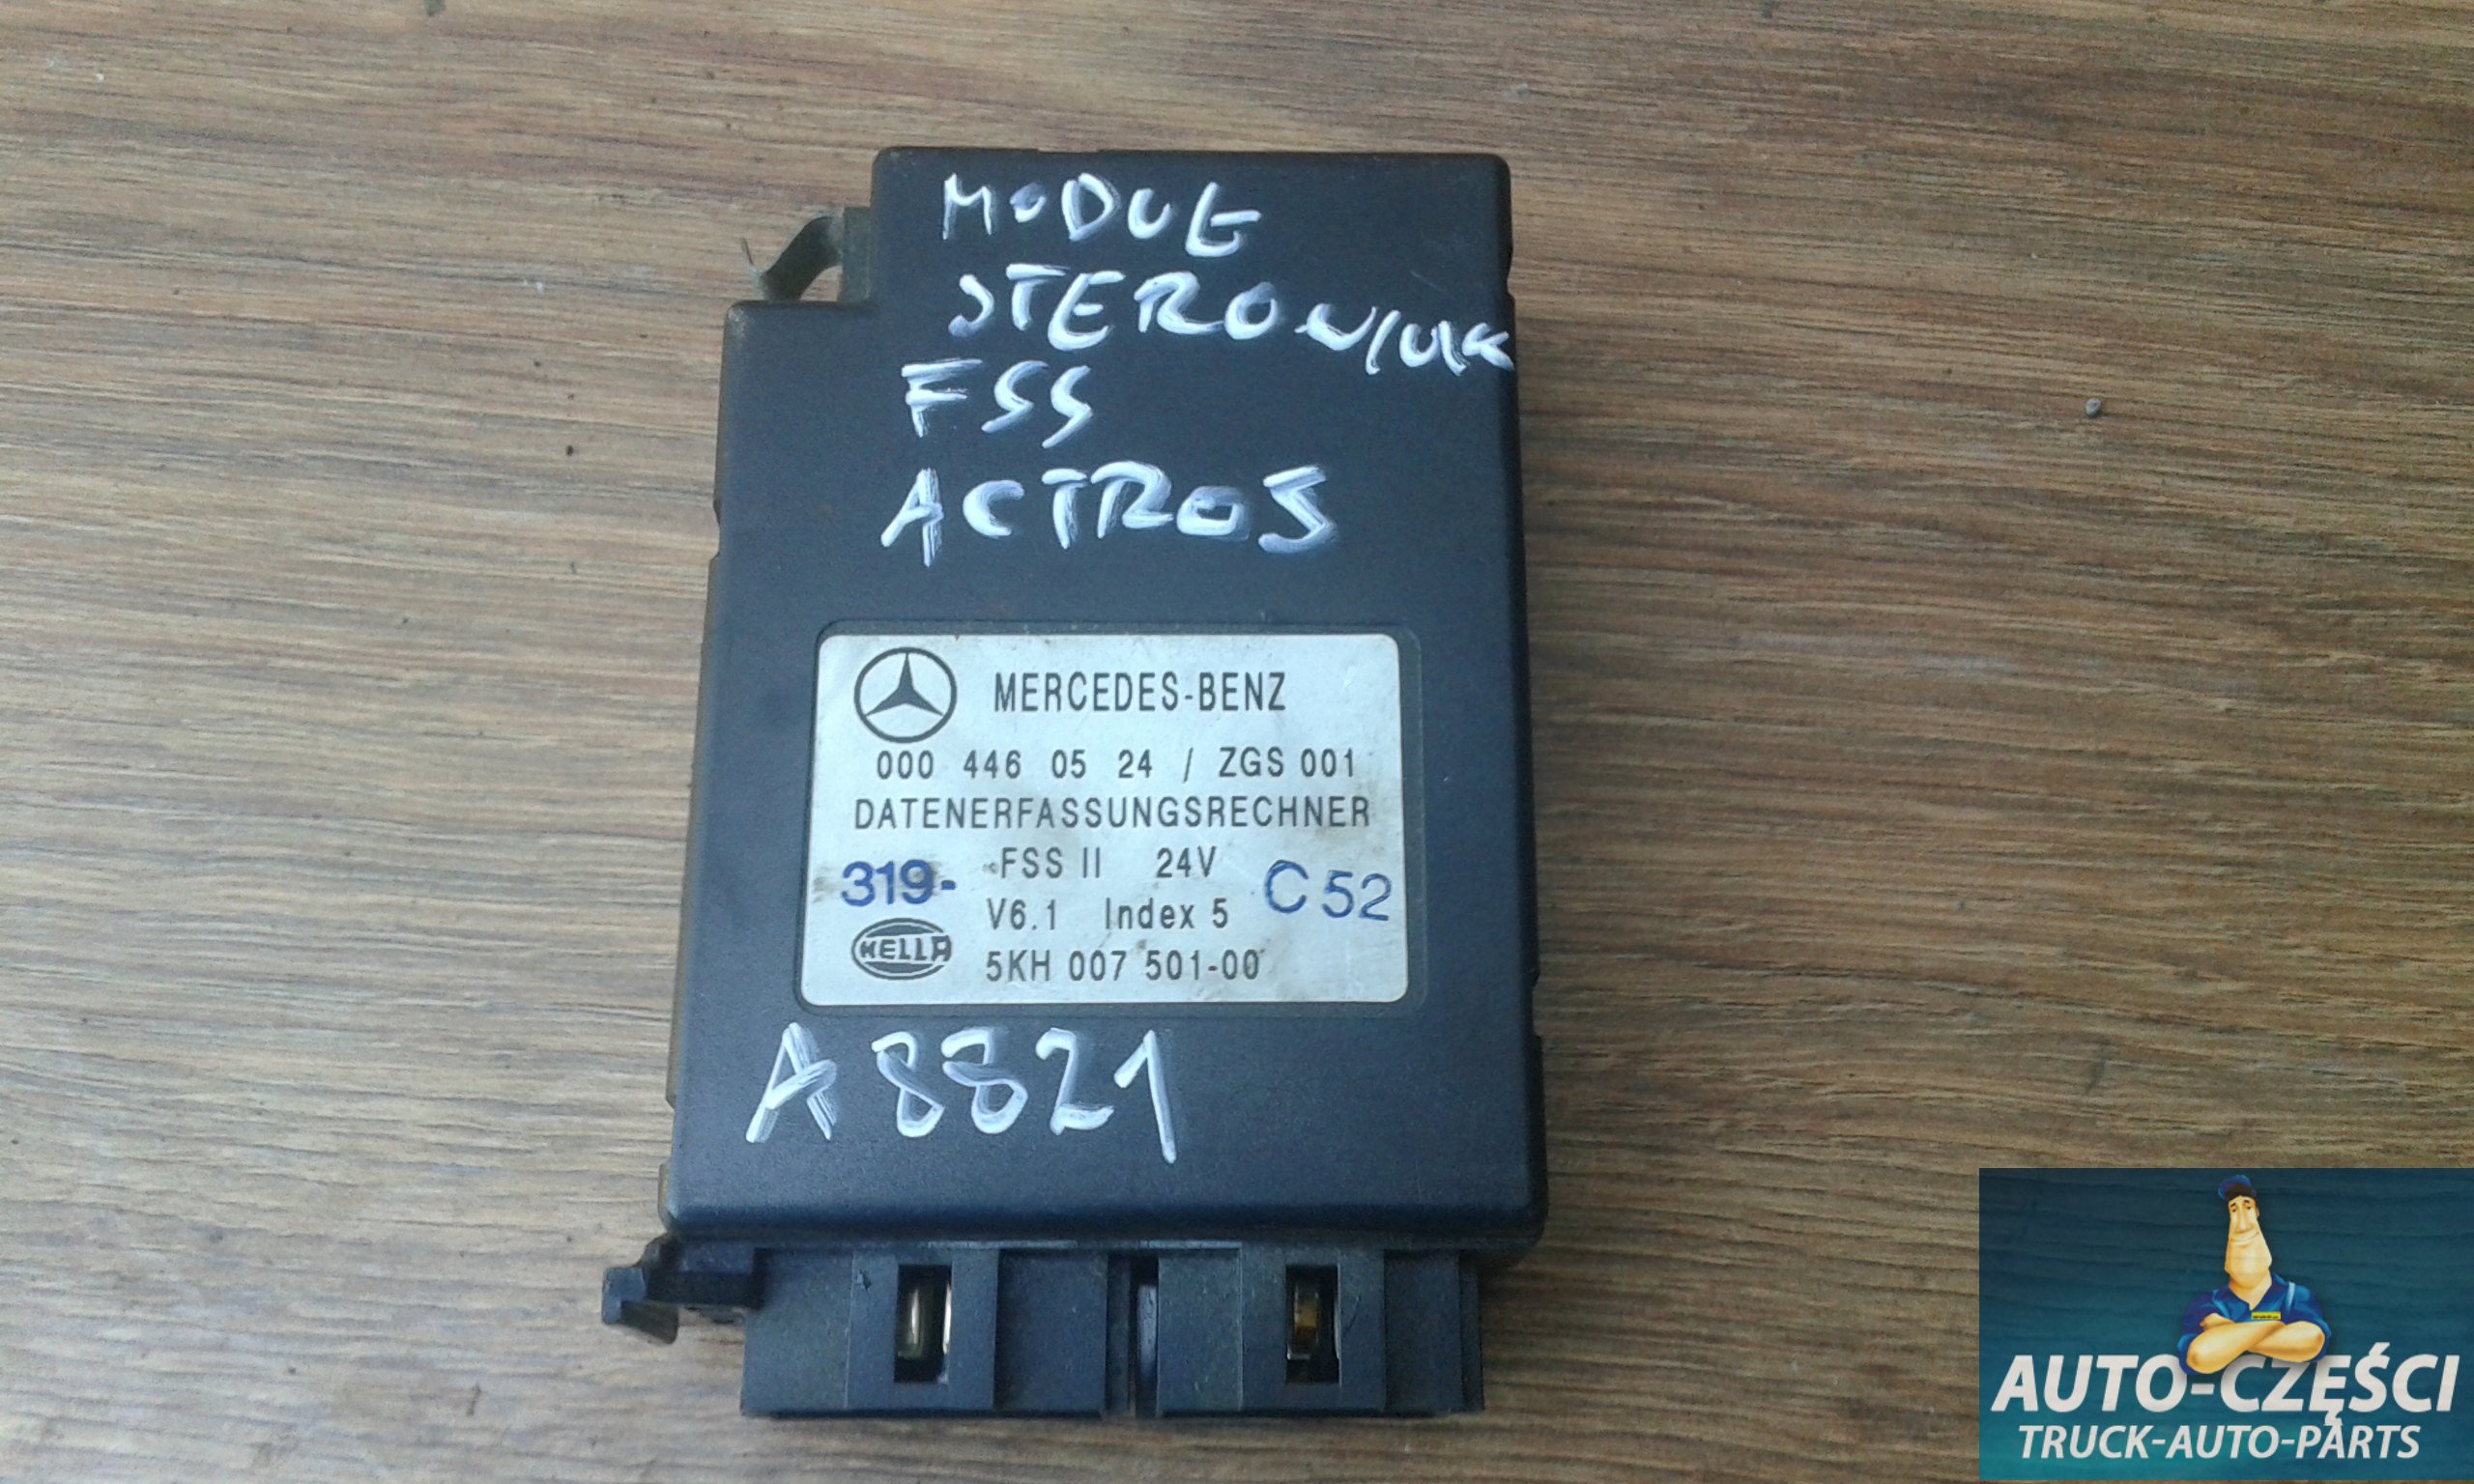 MODUŁ
STEROWNIK
FSS
ACTROS
MERCEDES-BENZ
000 446 05 24 / ZGS 001
DATENERFASSUNGSRECHNER
FSS II 24V
319- C52
V6.1 Index 5
HELLA
5KH 007 501-00
A8821
AUTO-CZĘŚCI
TRUCK-AUTO-PARTS